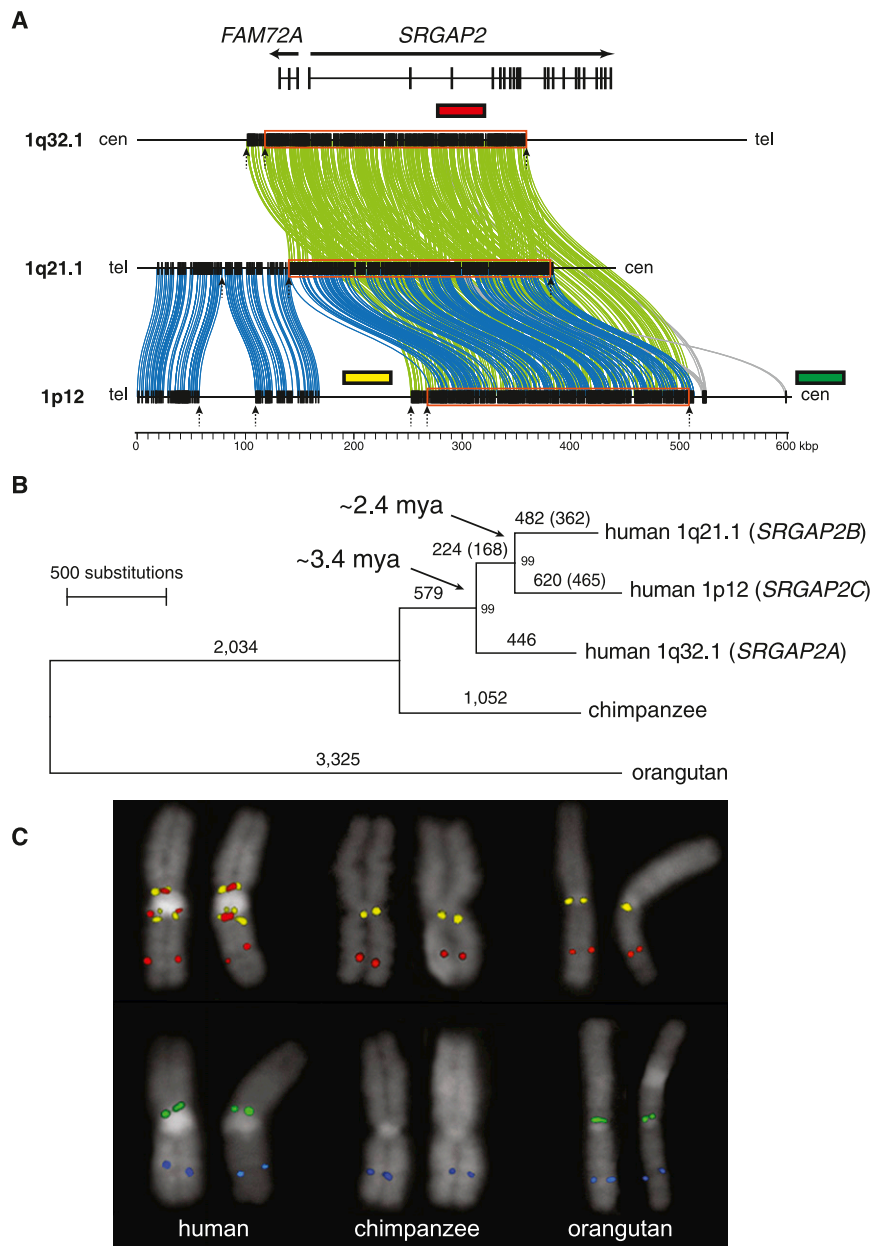 A
FAM72A
SRGAP2
1q32.1 cen tel
1q21.1 tel cen
1p12 tel cen
0 100 200 300 400 500 600 kbp
B
~2.4 mya
482 (362)
human 1q21.1 (SRGAP2B)
224 (168)
99
~3.4 mya
500 substitutions
620 (465)
human 1p12 (SRGAP2C)
579
99
446
human 1q32.1 (SRGAP2A)
2,034
1,052
chimpanzee
3,325
orangutan
C
human chimpanzee orangutan